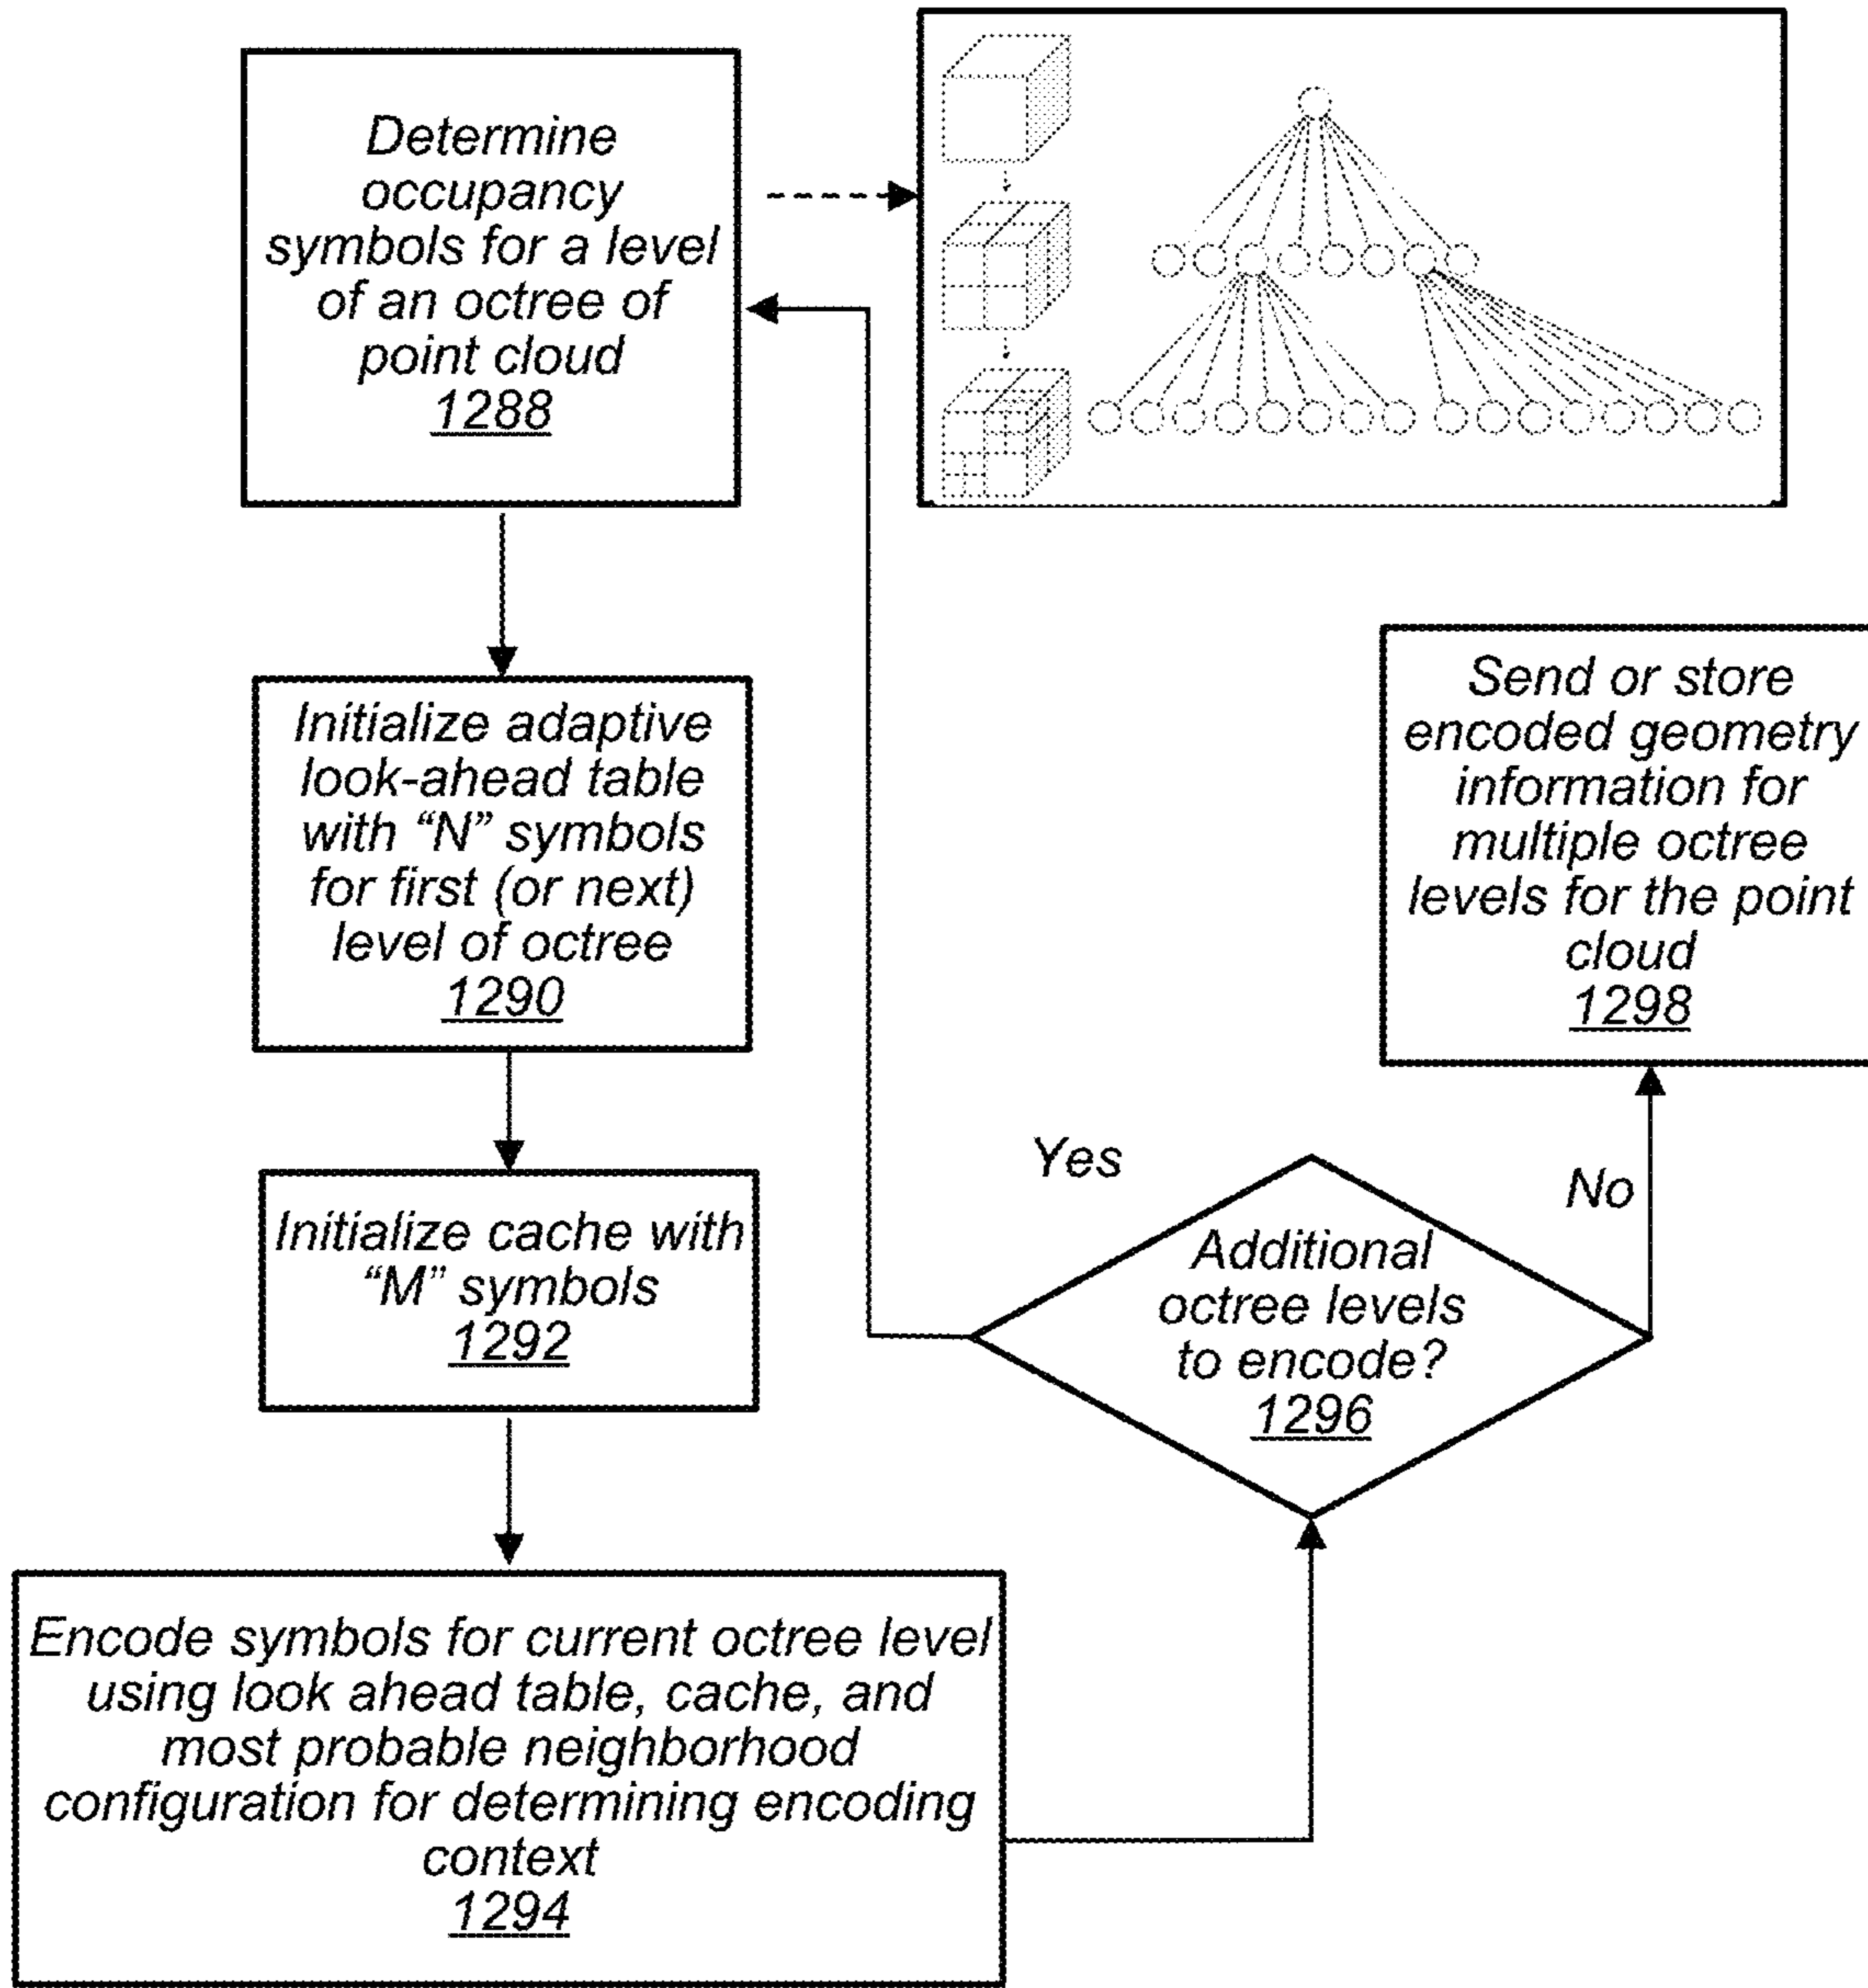 Determine
occupancy
symbols for a level
of an octree of
point cloud
1288
Initialize adaptive
look-ahead table
with “N” symbols
for first (or next)
level of octree
1290
Initialize cache with
“M” symbols
1292
Encode symbols for current octree level
using look ahead table, cache, and
most probable neighborhood
configuration for determining encoding
context
1294
Additional
octree levels
to encode?
1296
Yes
No
Send or store
encoded geometry
information for
multiple octree
levels for the point
cloud
1298